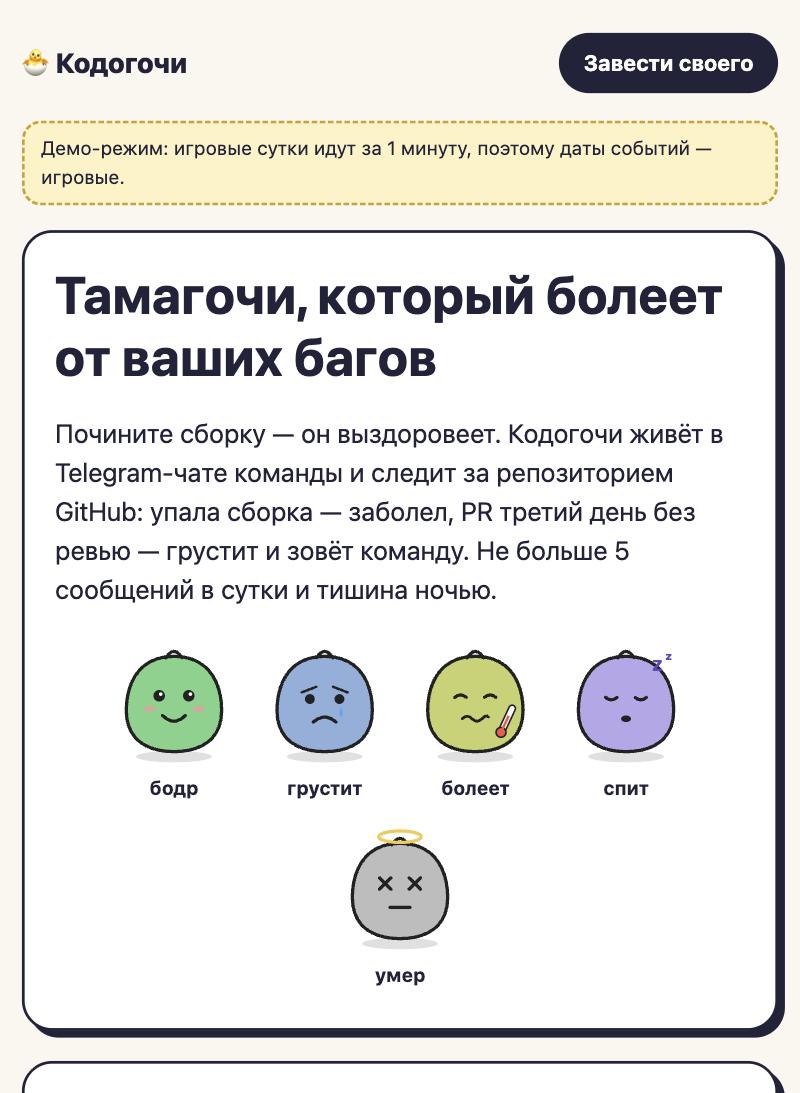 Кодогочи
Завести своего
Демо-режим: игровые сутки идут за 1 минуту, поэтому даты событий —
игровые.
Тамагочи, который болеет
от ваших багов
Почините сборку — он выздоровеет. Кодогочи живёт в
Telegram-чате команды и следит за репозиторием
GitHub: упала сборка — заболел, PR третий день без
ревью — грустит и зовёт команду. Не больше 5
сообщений в сутки и тишина ночью.
z z
бодр
грустит
болеет
спит
умер